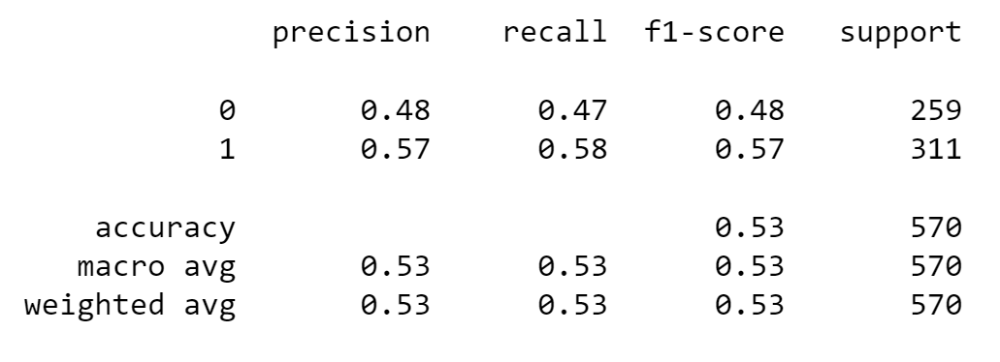 precision recall f1-score support
0 0.48 0.47 0.48 259
1 0.57 0.58 0.57 311
accuracy 0.53 570
macro avg 0.53 0.53 0.53 570
weighted avg 0.53 0.53 0.53 570